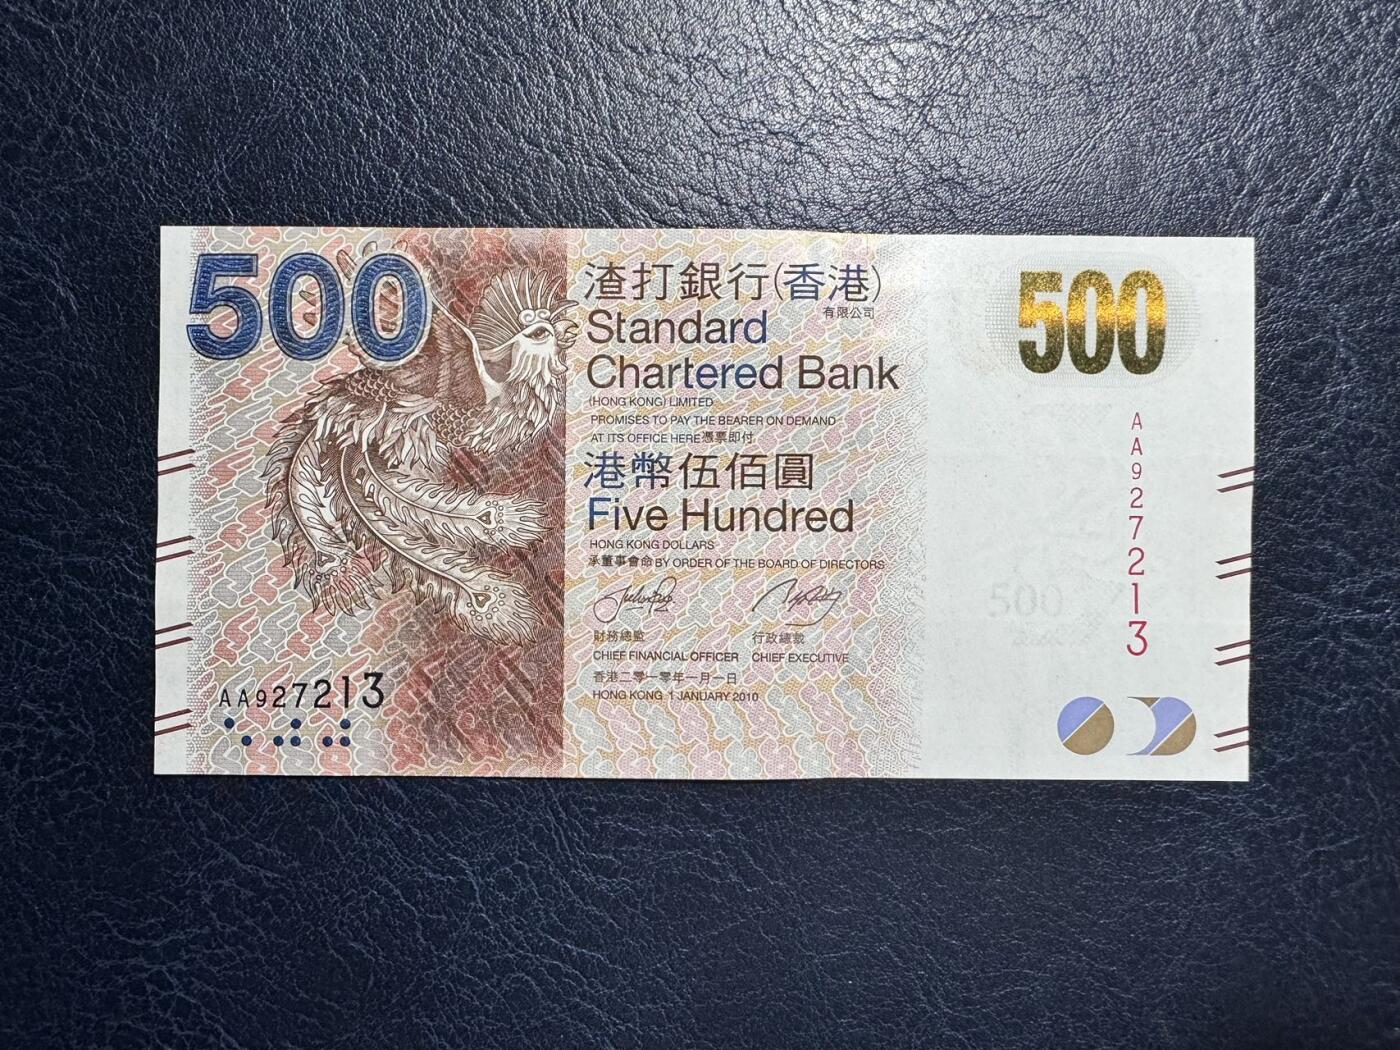 500
渣打銀行(香港)
有限公司
Standard
Chartered Bank
(HONG KONG) LIMITED
PROMISES TO PAY THE BEARER ON DEMAND
AT ITS OFFICE HERE憑票即付
港幣伍佰圓
Five Hundred
HONG KONG DOLLARS
承董事會命 BY ORDER OF THE BOARD OF DIRECTORS
財務總監 行政總裁
CHIEF FINANCIAL OFFICER CHIEF EXECUTIVE
香港二零一零年一月一日
HONG KONG 1 JANUARY 2010
AA927213
500
AA927213
500